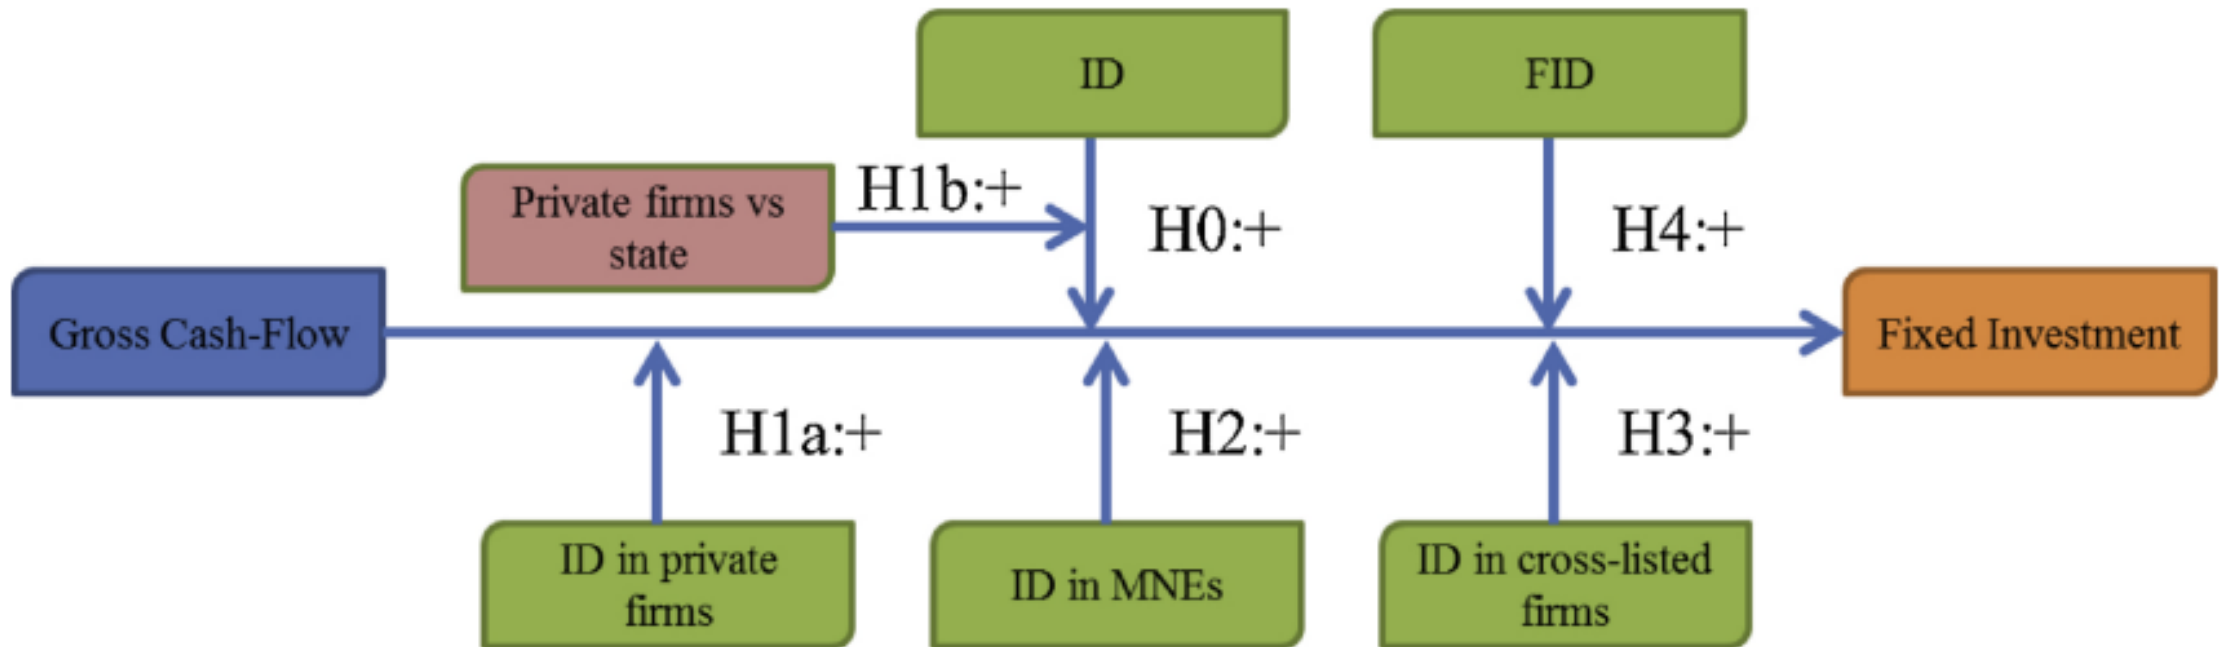 ID
FID
Private firms vs
state
H1b:+
H0:+
H4:+
Gross Cash-Flow
Fixed Investment
H1a:+
H2:+
H3:+
ID in private
firms
ID in MNEs
ID in cross-listed
firms